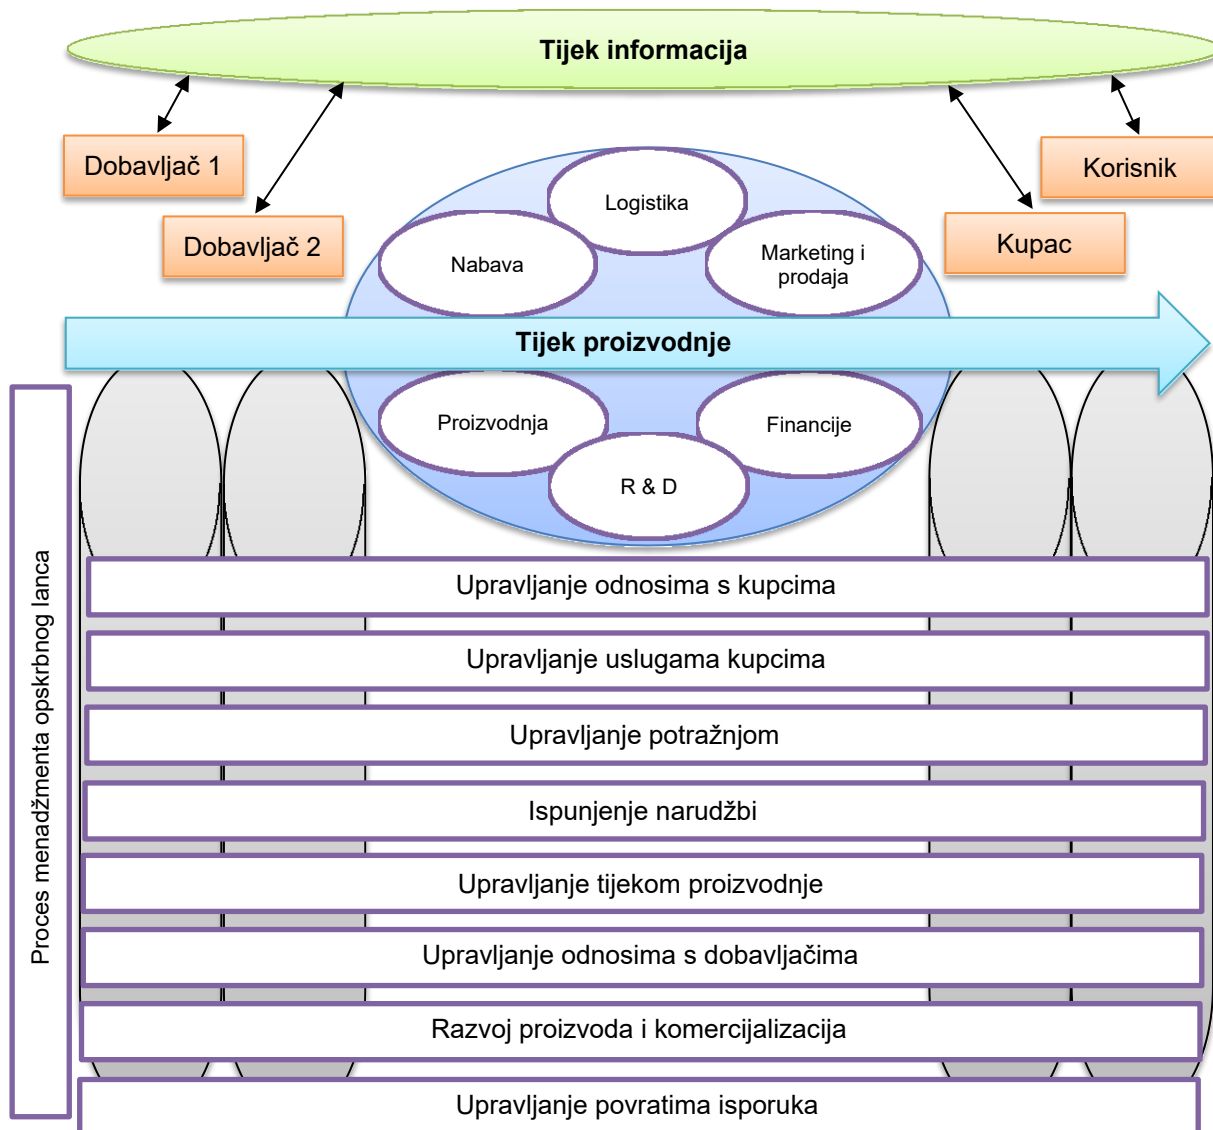 Tijek informacija
Dobavljač 1
Korisnik
Dobavljač 2
Kupac
Logistika
Nabava
Marketing i
prodaja
Tijek proizvodnje
Proizvodnja
Financije
R & D
Proces menadžmenta opskrbnog lanca
Upravljanje odnosima s kupcima
Upravljanje uslugama kupcima
Upravljanje potražnjom
Ispunjenje narudžbi
Upravljanje tijekom proizvodnje
Upravljanje odnosima s dobavljačima
Razvoj proizvoda i komercijalizacija
Upravljanje povratima isporuka